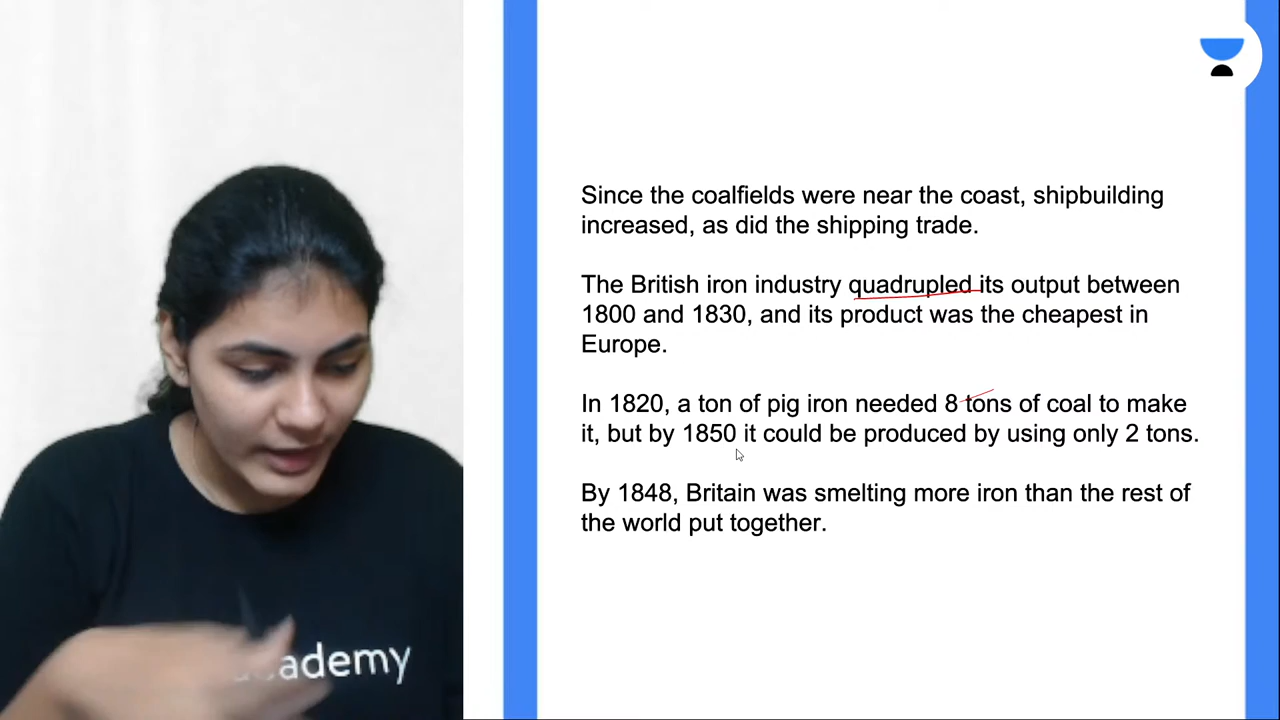 Since the coalfields were near the coast, shipbuilding
increased, as did the shipping trade.
The British iron industry quadrupled its output between
1800 and 1830, and its product was the cheapest in
Europe.
In 1820, a ton of pig iron needed 8 tons of coal to make
it, but by 1850 it could be produced by using only 2 tons.
By 1848, Britain was smelting more iron than the rest of
the world put together.